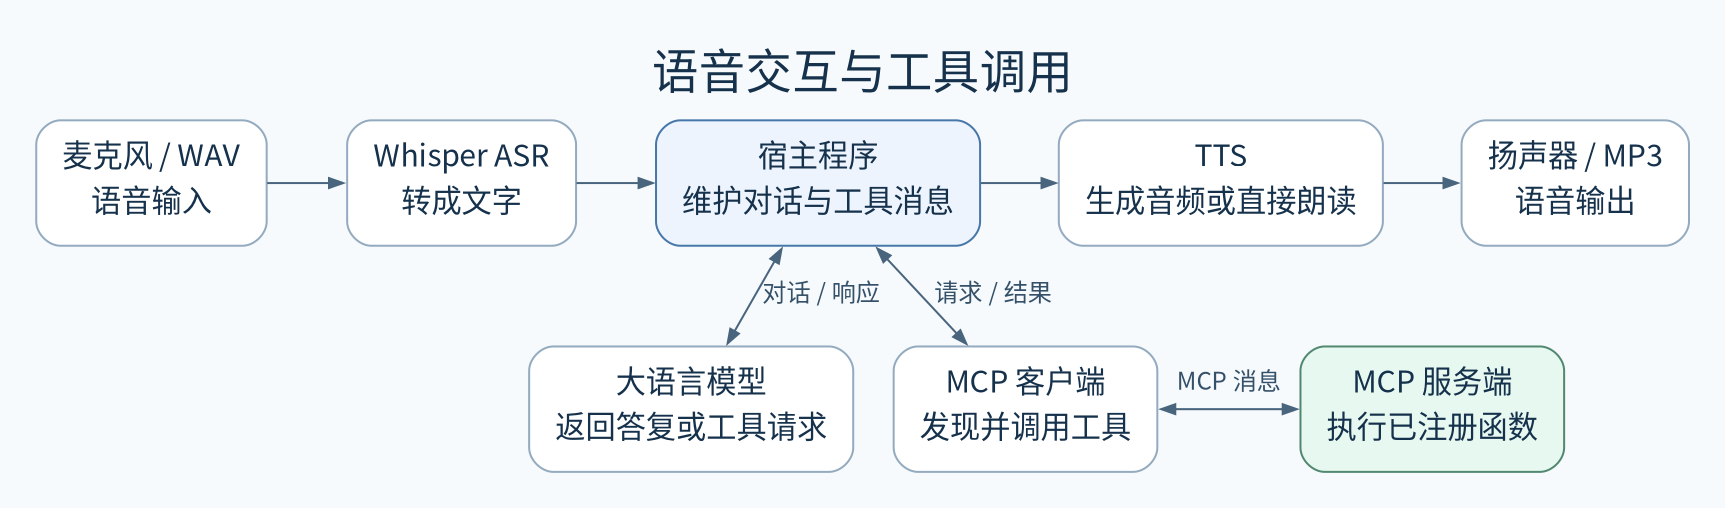 语音交互与工具调用
麦克风 / WAV
语音输入
Whisper ASR
转成文字
宿主程序
维护对话与工具消息
TTS
生成音频或直接朗读
扬声器 / MP3
语音输出
对话 / 响应
请求 / 结果
大语言模型
返回答复或工具请求
MCP 客户端
发现并调用工具
MCP 消息
MCP 服务端
执行已注册函数